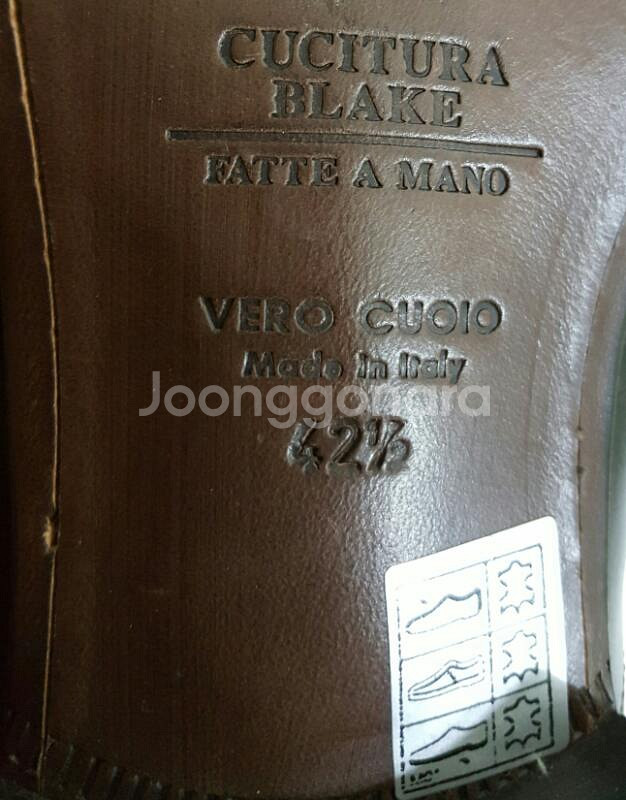 CUCITURA
BLAKE
FATTE A MANO
VERO CUOIO
Made in Italy
Joonggonara
42½